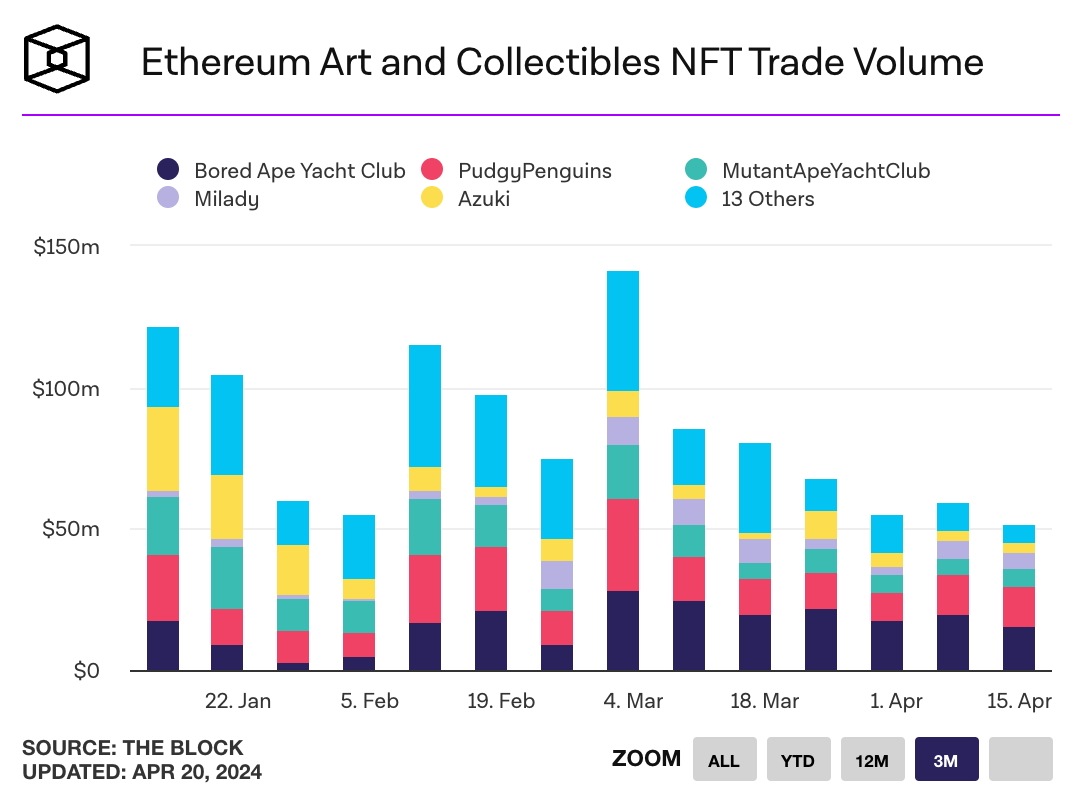 Ethereum Art and Collectibles NFT Trade Volume
Bored Ape Yacht Club PudgyPenguins MutantApeYachtClub
Milady Azuki 13 Others
$150m
$100m
$50m
$0
22. Jan 5. Feb 19. Feb 4. Mar 18. Mar 1. Apr 15. Apr
SOURCE: THE BLOCK
UPDATED: APR 20, 2024
ZOOM ALL YTD 12M 3M